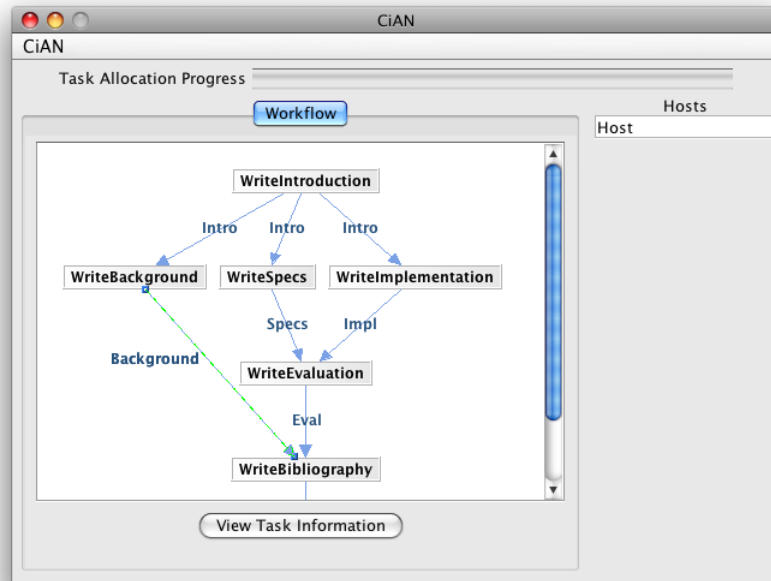 CiAN
CiAN
Task Allocation Progress
Workflow
Hosts
Host
WriteIntroduction
Intro
Intro
Intro
WriteBackground
WriteSpecs
WriteImplementation
Specs
Impl
Background
WriteEvaluation
Eval
WriteBibliography
View Task Information